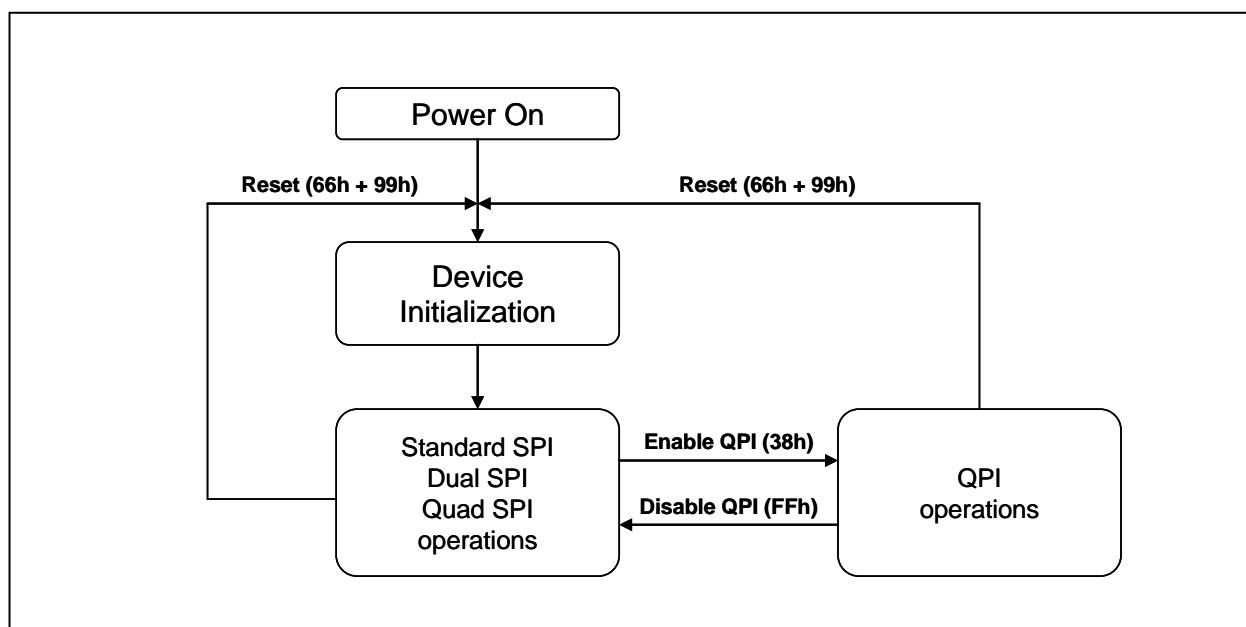 Power On
Reset (66h + 99h)
Reset (66h + 99h)
Device
Initialization
Standard SPI
Dual SPI
Quad SPI
operations
Enable QPI (38h)
Disable QPI (FFh)
QPI
operations